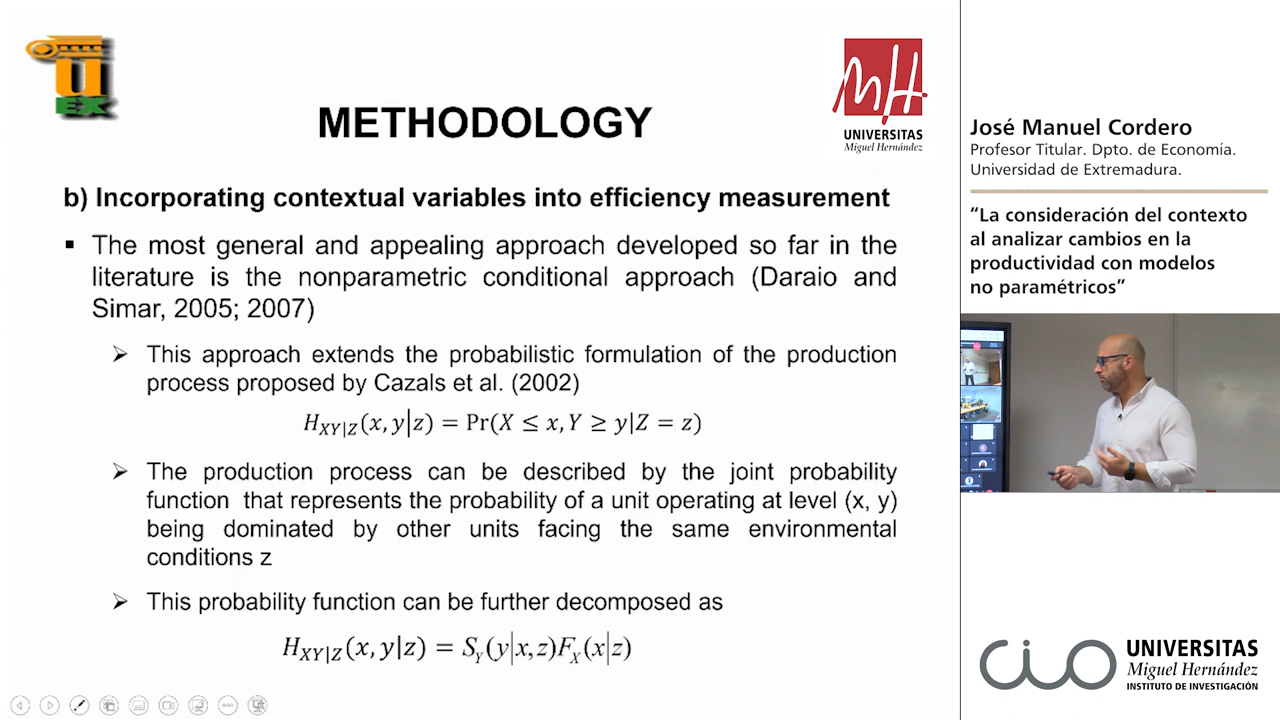 U
EX
UNIVERSITAS
Miguel Hernández
METHODOLOGY
b) Incorporating contextual variables into efficiency measurement
▪ The most general and appealing approach developed so far in the
literature is the nonparametric conditional approach (Daraio and
Simar, 2005; 2007)
➢ This approach extends the probabilistic formulation of the production
process proposed by Cazals et al. (2002)
H_{XY|Z}(x, y|z) = Pr(X ≤ x, Y ≥ y|Z = z)
➢ The production process can be described by the joint probability
function that represents the probability of a unit operating at level (x, y)
being dominated by other units facing the same environmental
conditions z
➢ This probability function can be further decomposed as
H_{XY|Z}(x, y|z) = S_Y(y|x, z)F_X(x|z)
José Manuel Cordero
Profesor Titular. Dpto. de Economía.
Universidad de Extremadura.
“La consideración del contexto
al analizar cambios en la
productividad con modelos
no paramétricos”
CIO
UNIVERSITAS
Miguel Hernández
INSTITUTO DE INVESTIGACIÓN